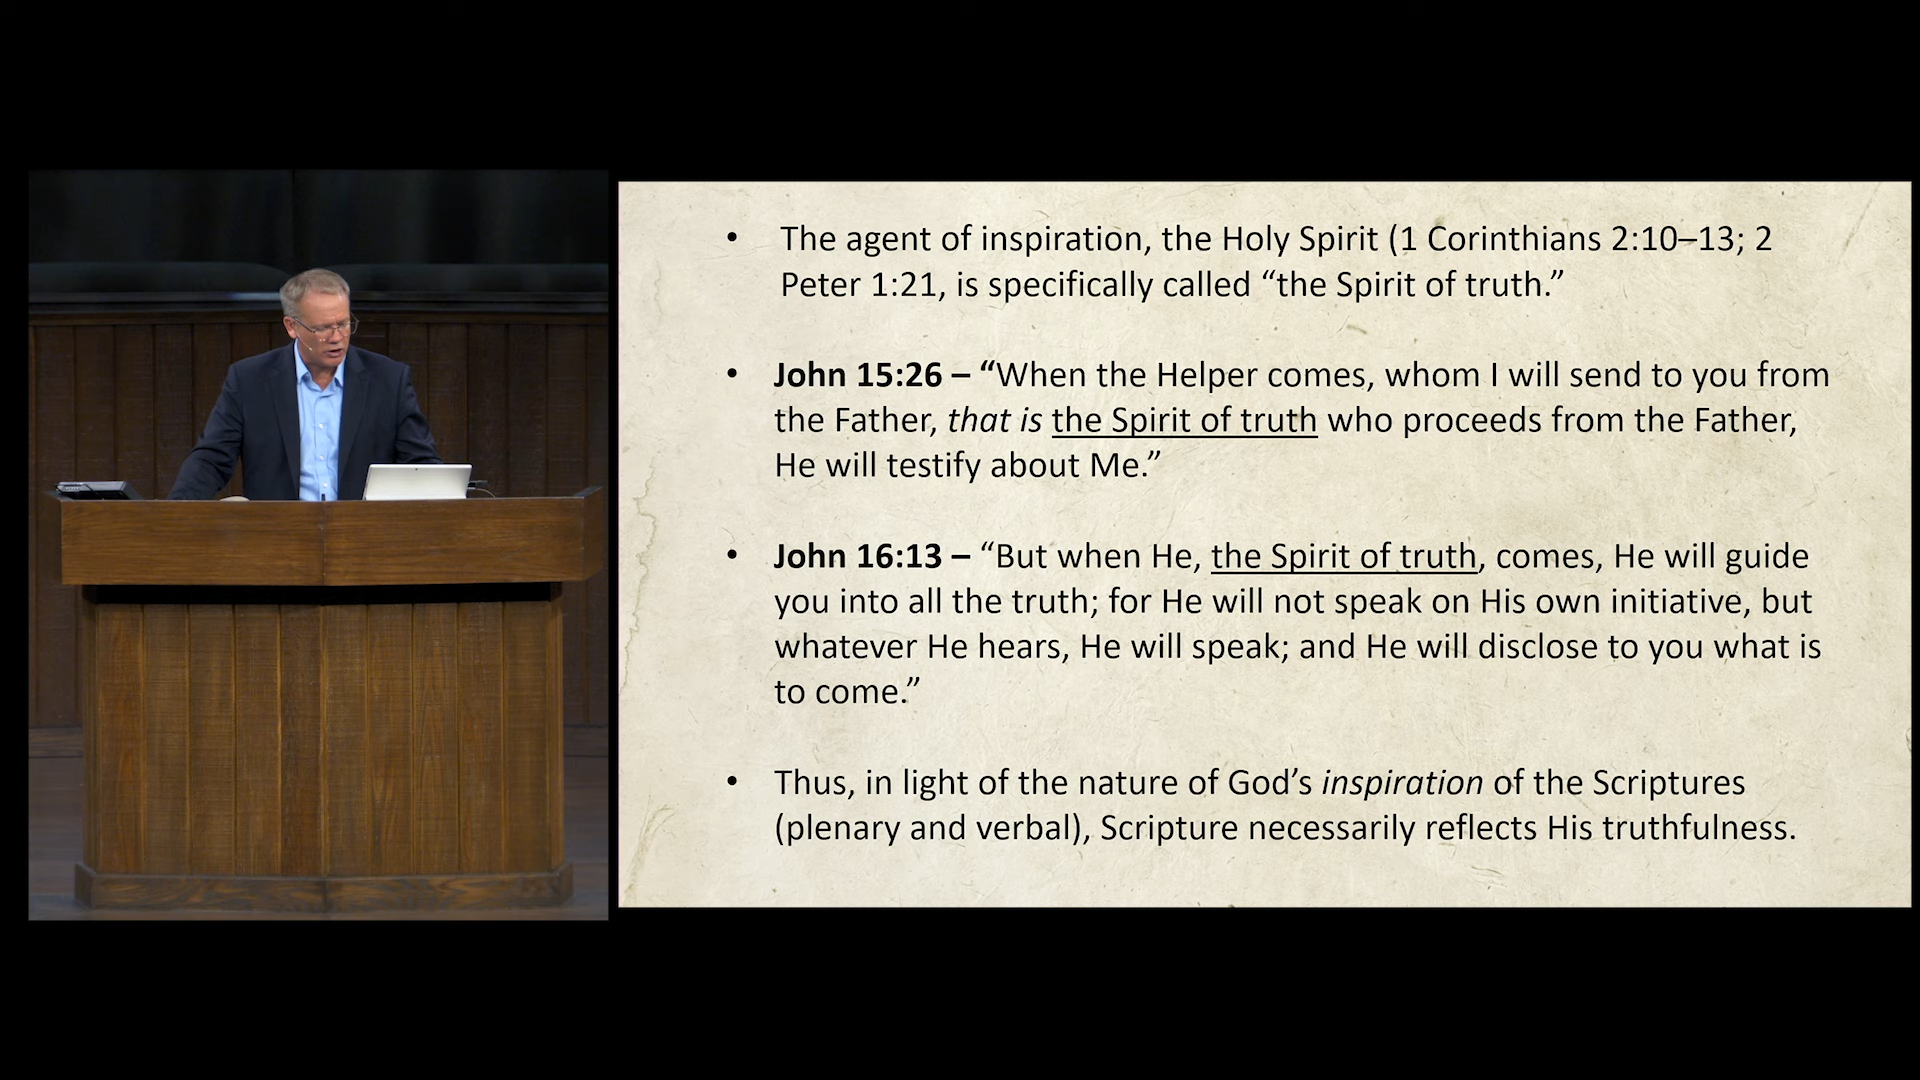 • The agent of inspiration, the Holy Spirit (1 Corinthians 2:10–13; 2
Peter 1:21, is specifically called “the Spirit of truth.”
• John 15:26 – “When the Helper comes, whom I will send to you from
the Father, that is the Spirit of truth who proceeds from the Father,
He will testify about Me.”
• John 16:13 – “But when He, the Spirit of truth, comes, He will guide
you into all the truth; for He will not speak on His own initiative, but
whatever He hears, He will speak; and He will disclose to you what is
to come.”
• Thus, in light of the nature of God’s inspiration of the Scriptures
(plenary and verbal), Scripture necessarily reflects His truthfulness.